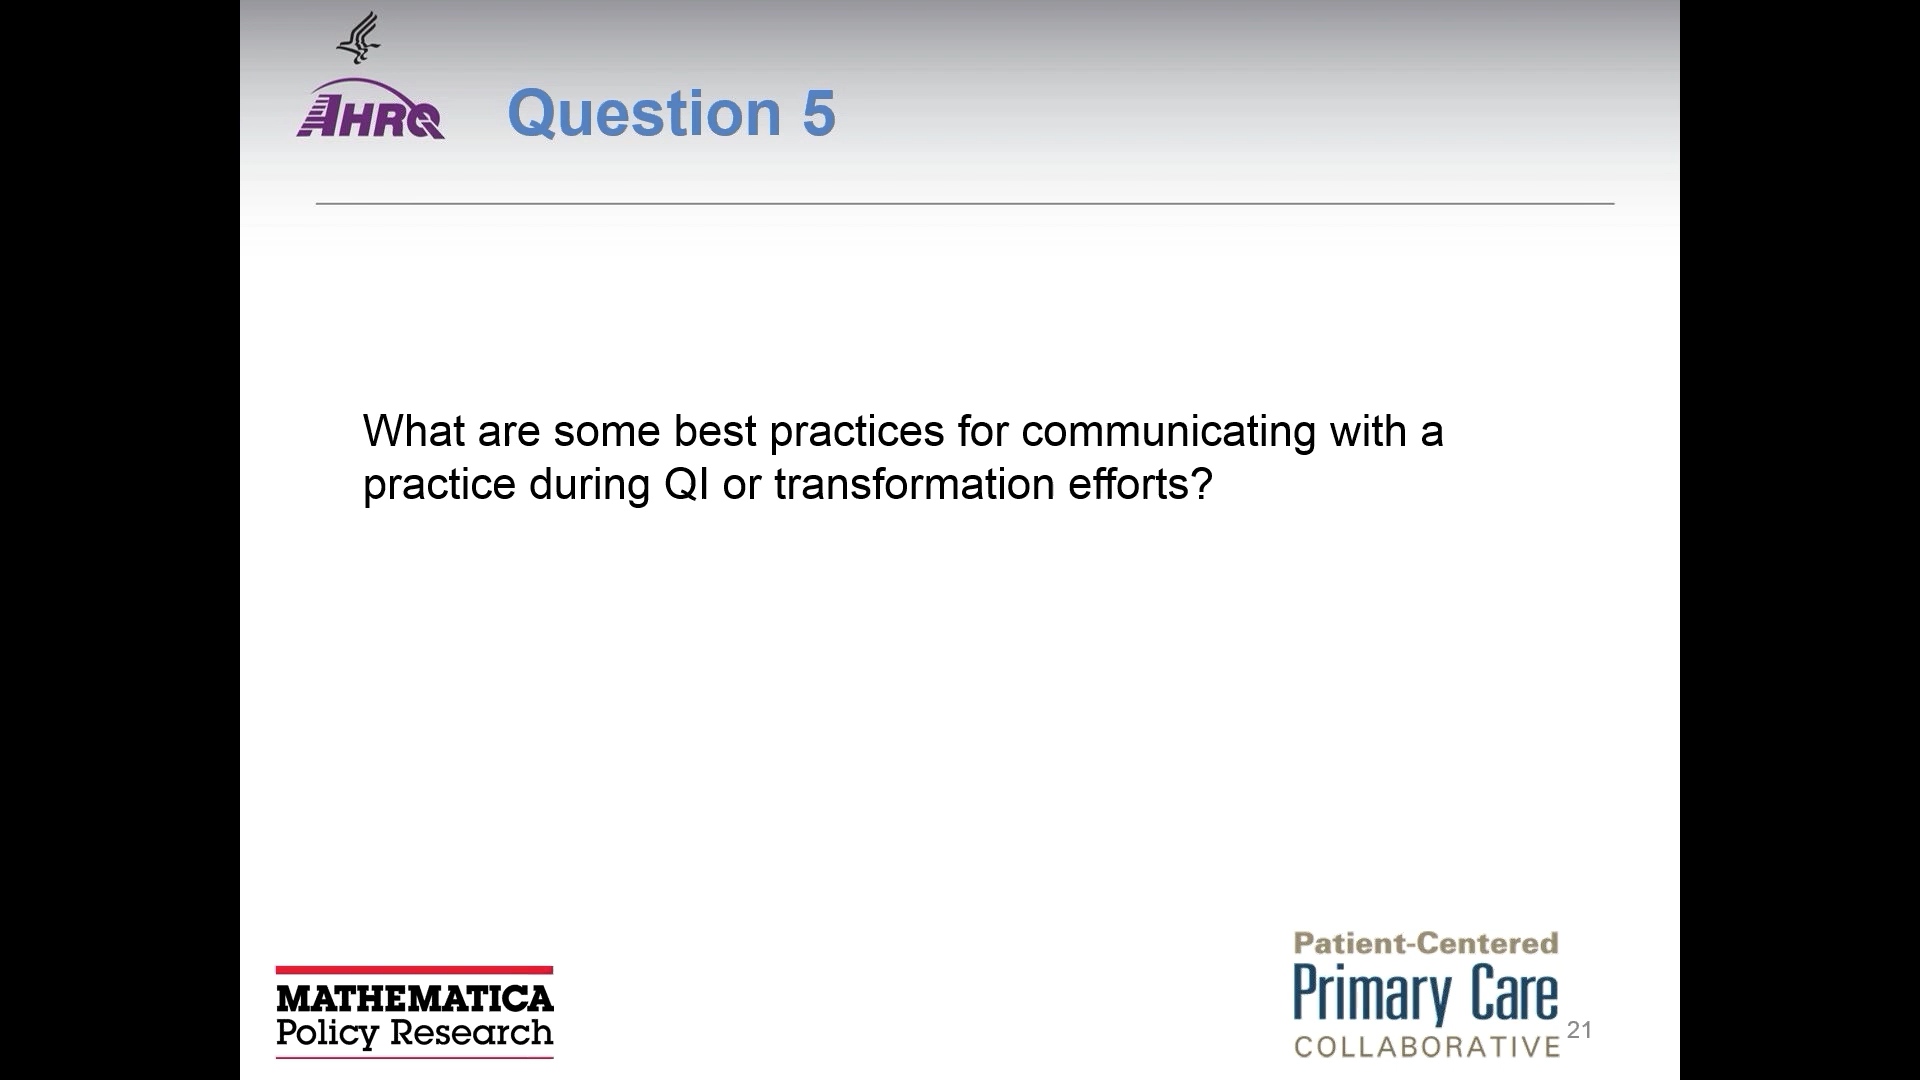 AHRQ
Question 5
What are some best practices for communicating with a
practice during QI or transformation efforts?
MATHEMATICA
Policy Research
Patient-Centered
Primary Care
COLLABORATIVE
21